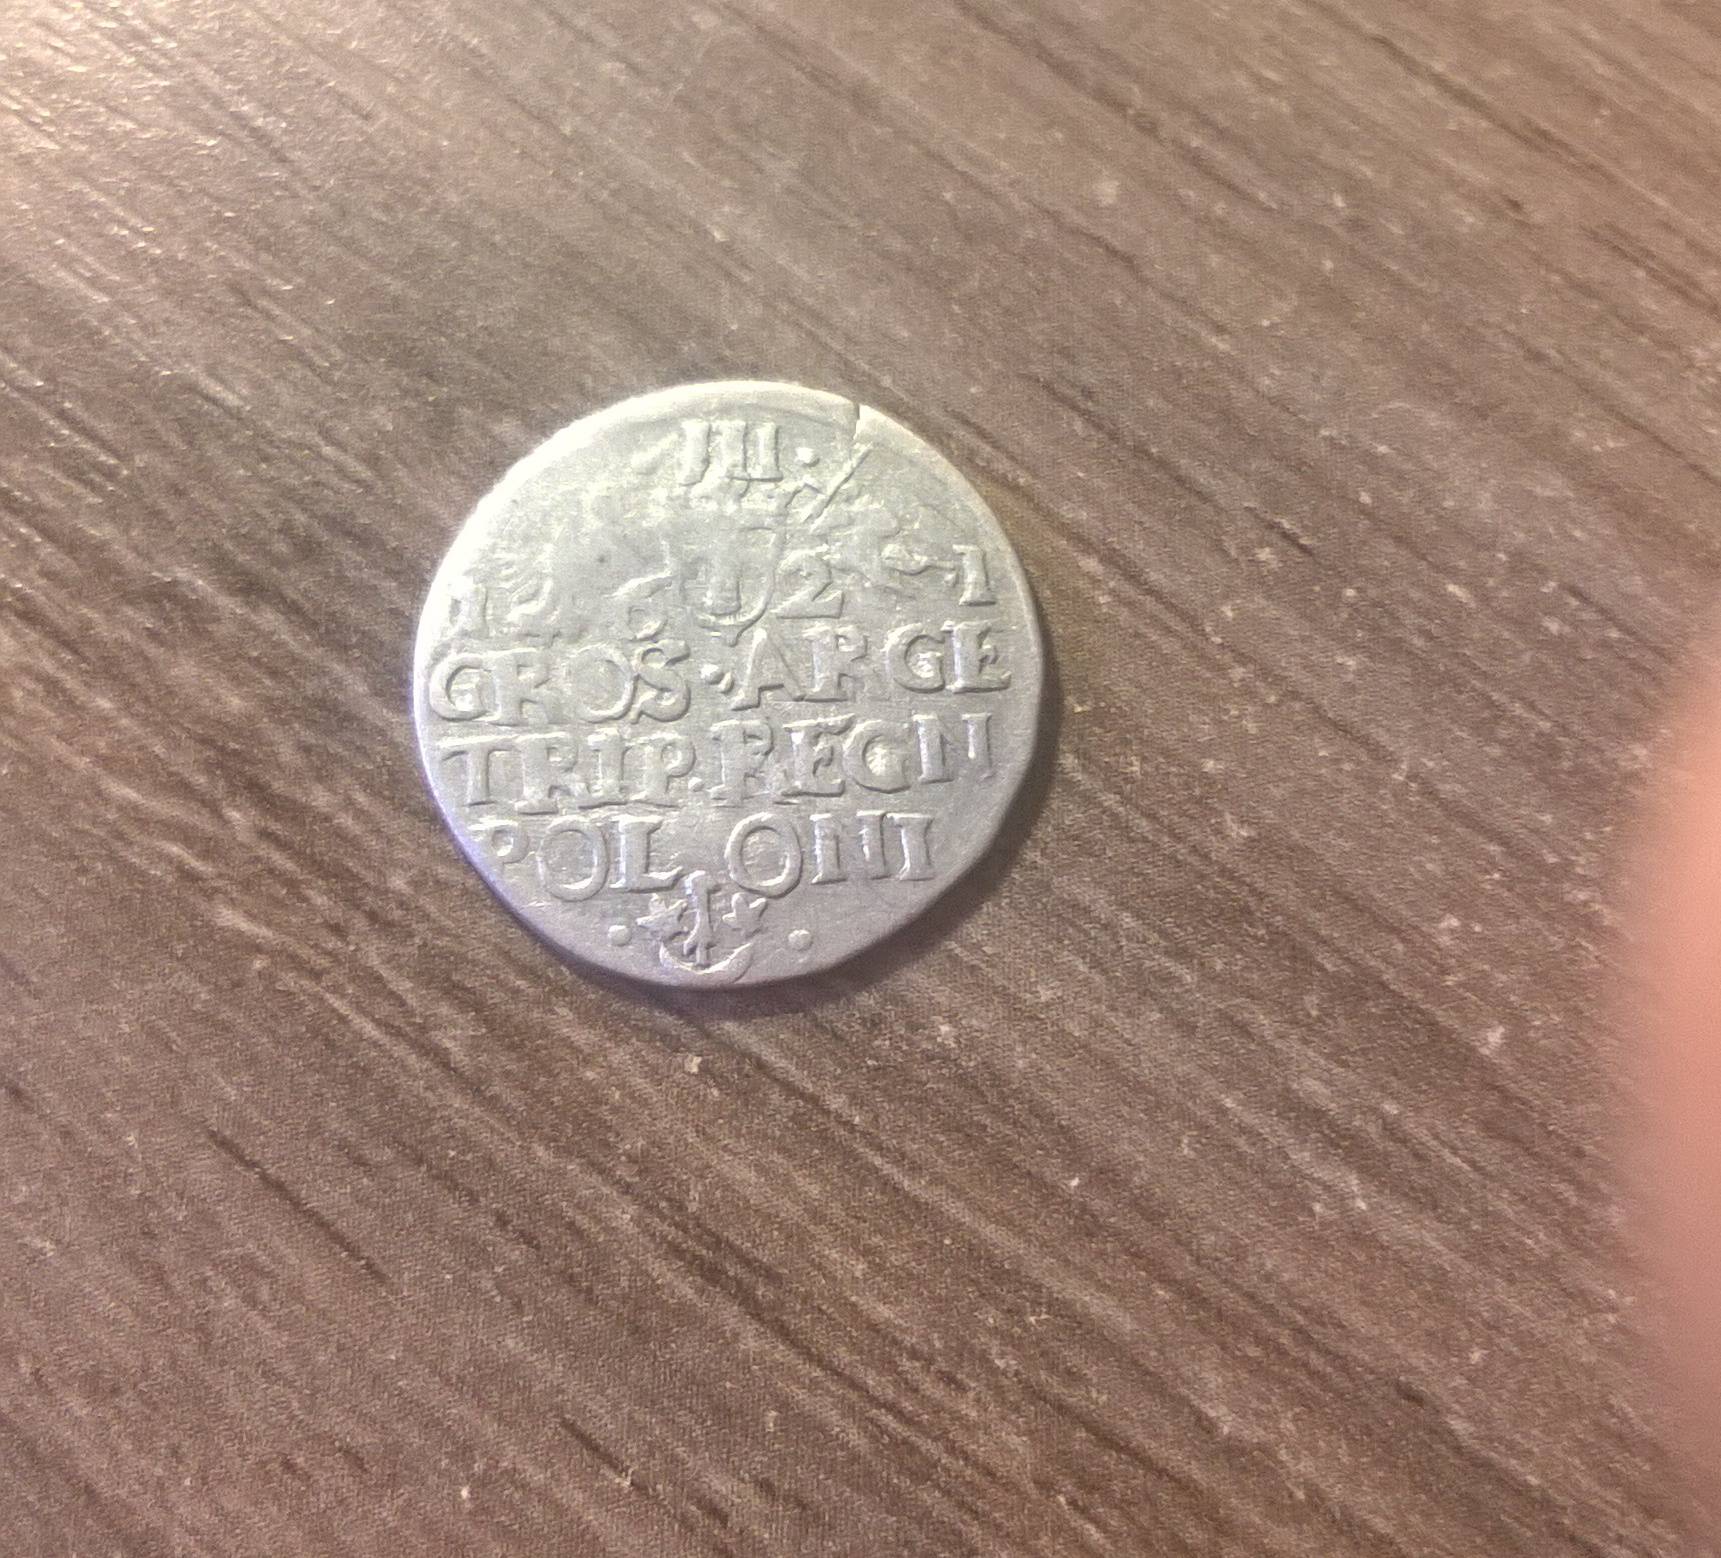 · III ·
1 6 2 1
GROS · ARGE
TRIP · REGN
POLONI